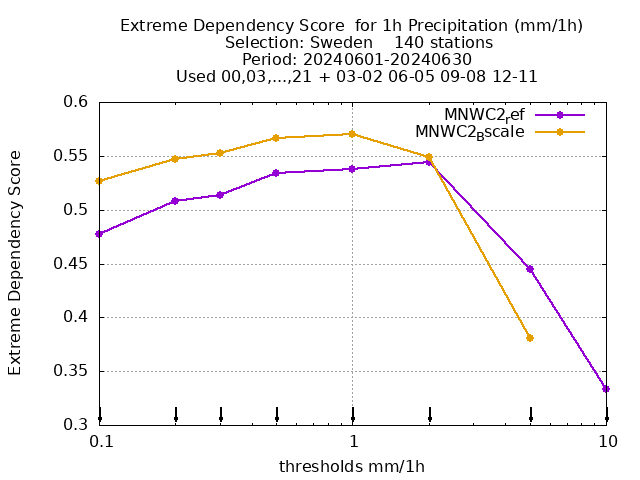 Extreme Dependency Score  for 1h Precipitation (mm/1h)
Selection: Sweden    140 stations
Period: 20240601-20240630
Used 00,03,...,21 + 03-02 06-05 09-08 12-11
MNWC2ref
MNWC2Bscale
0.6
0.55
0.5
0.45
0.4
0.35
0.3
Extreme Dependency Score
0.1
1
10
thresholds mm/1h